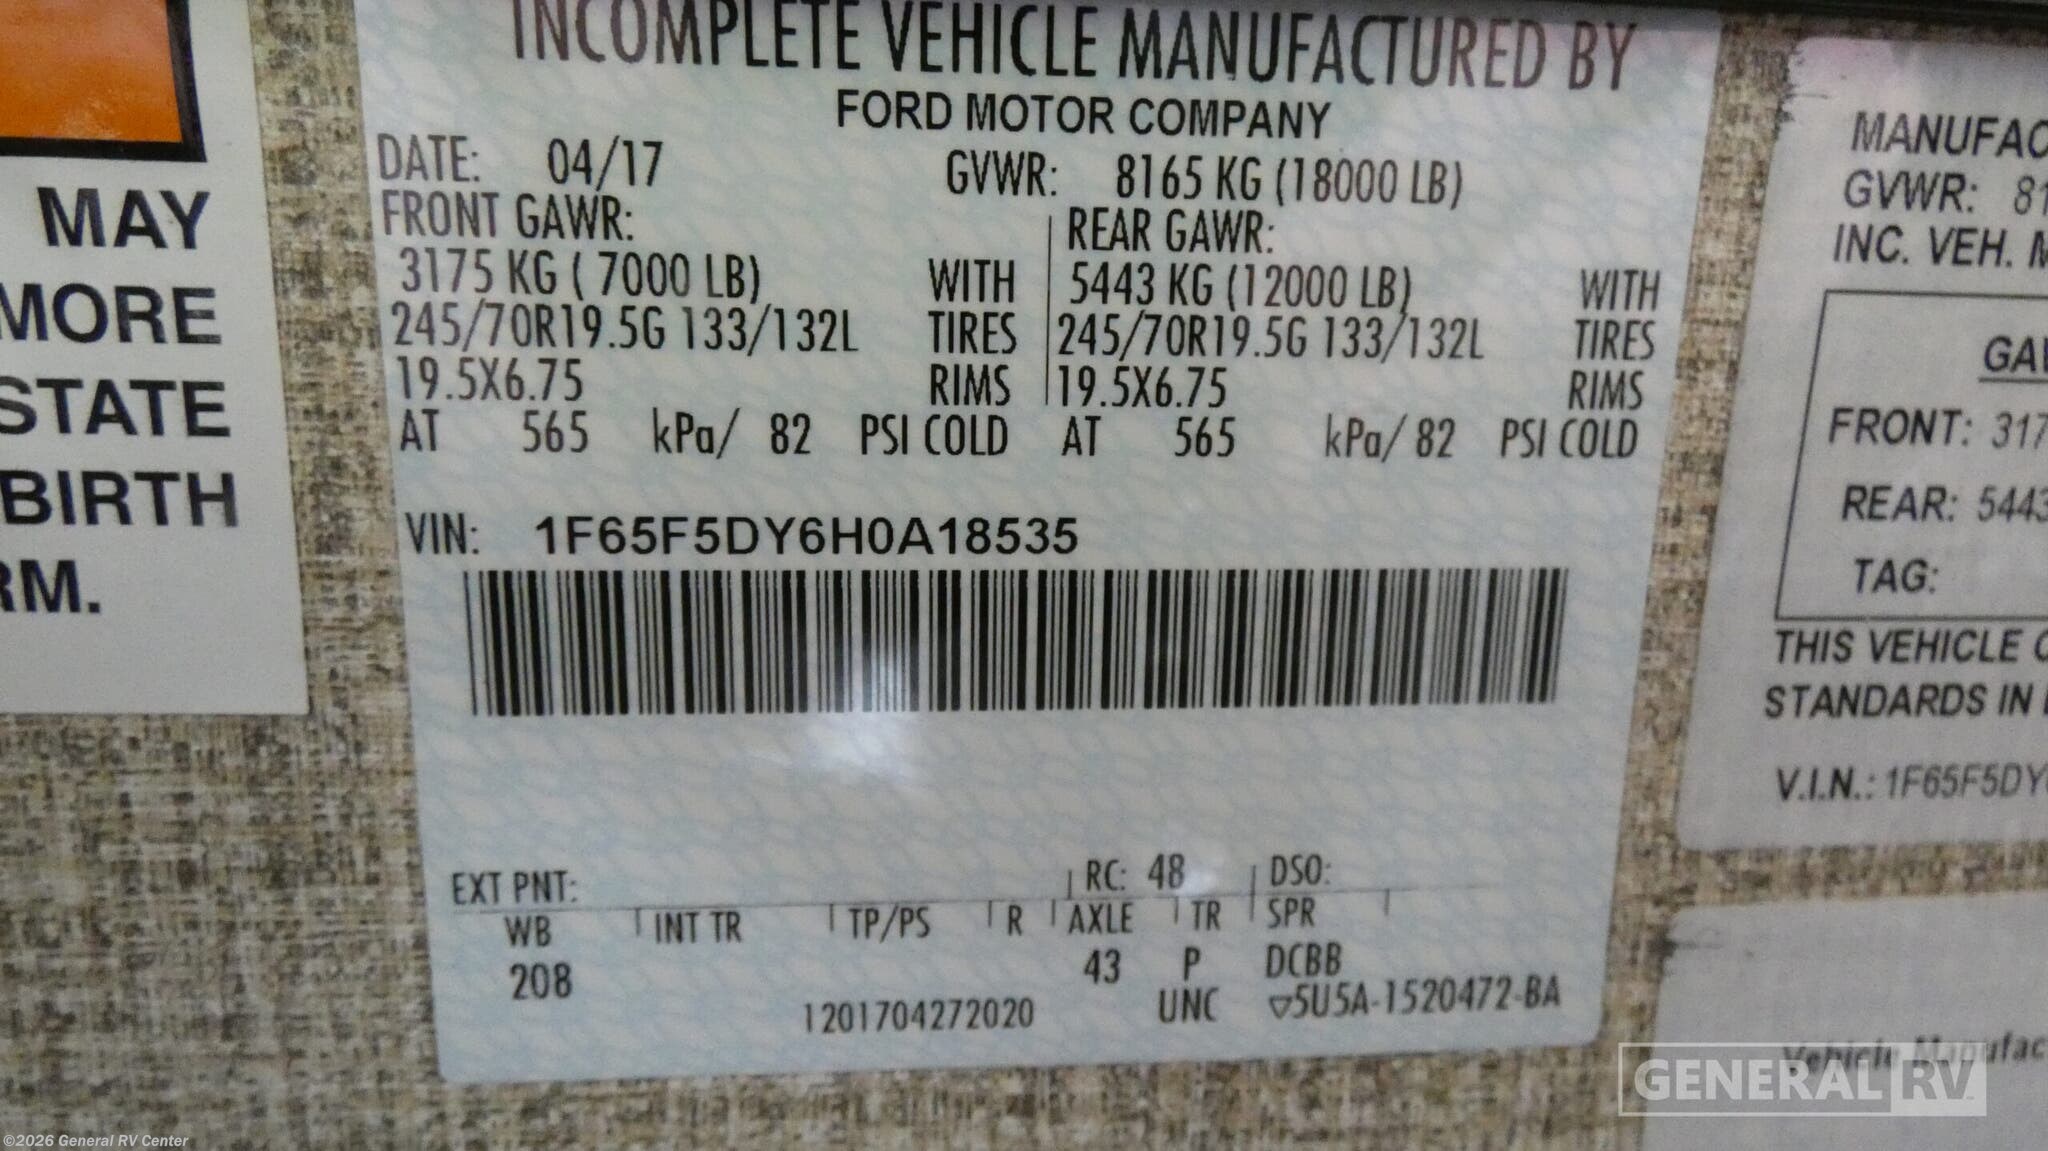 MAY
MORE
STATE
BIRTH
RM.
INCOMPLETE VEHICLE MANUFACTURED BY
FORD MOTOR COMPANY
DATE: 04/17 GVWR: 8165 KG (18000 LB)
FRONT GAWR: REAR GAWR:
3175 KG ( 7000 LB) WITH 5443 KG (12000 LB) WITH
245/70R19.5G 133/132L TIRES 245/70R19.5G 133/132L TIRES
19.5X6.75 RIMS 19.5X6.75 RIMS
AT 565 kPa/ 82 PSI COLD AT 565 kPa/ 82 PSI COLD
VIN: 1F65F5DY6H0A18535
EXT PNT: RC: 48 DSO:
WB INT TR TP/PS R AXLE TR SPR
208 43 P DCBB
1201704272020 UNC ▽5U5A-1520472-BA
MANUFAC
GVWR: 81
INC. VEH. M
GAW
FRONT: 317
REAR: 5443
TAG:
THIS VEHICLE C
STANDARDS IN
V.I.N.: 1F65F5DY6
Vehicle Manufac
GENERAL RV
©2026 General RV Center